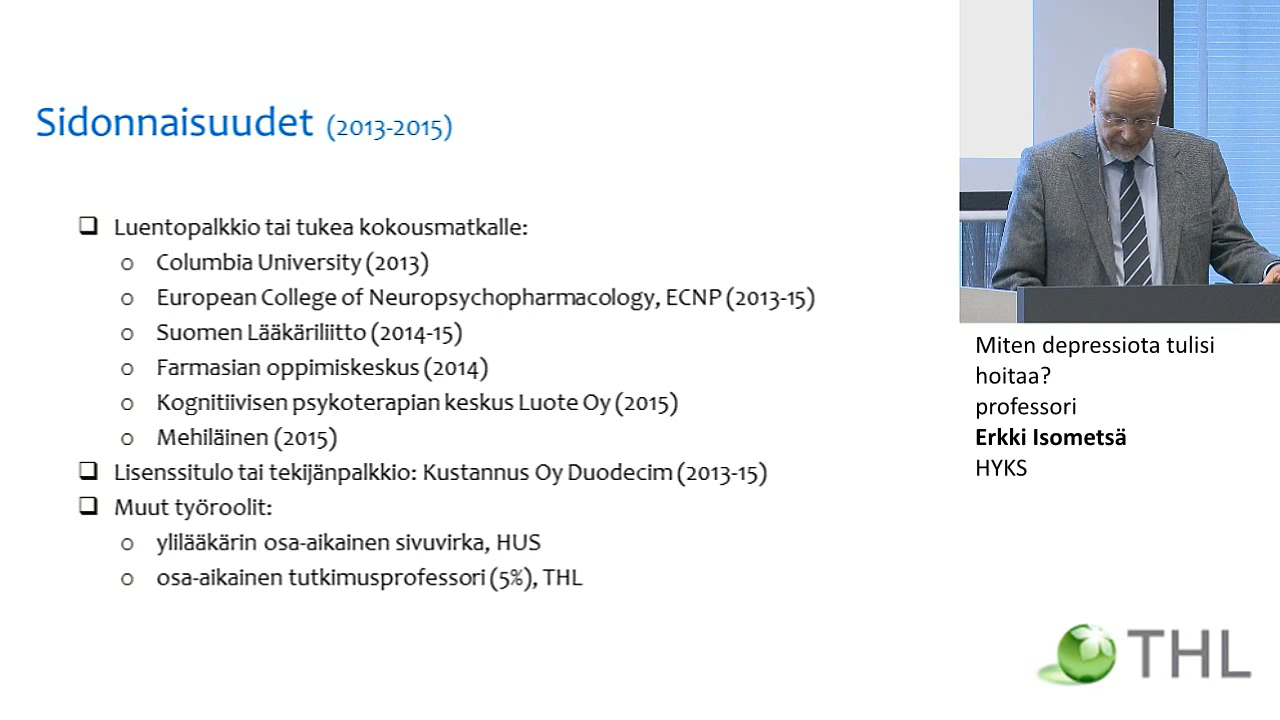 Sidonnaisuudet (2013-2015)
Luentopalkkio tai tukea kokousmatkalle:
Columbia University (2013)
European College of Neuropsychopharmacology, ECNP (2013-15)
Suomen Lääkäriliitto (2014-15)
Farmasian oppimiskeskus (2014)
Kognitiivisen psykoterapian keskus Luote Oy (2015)
Mehiläinen (2015)
Lisenssitulo tai tekijänpalkkio: Kustannus Oy Duodecim (2013-15)
Muut työroolit:
ylilääkärin osa-aikainen sivuvirka, HUS
osa-aikainen tutkimusprofessori (5%), THL
Miten depressiota tulisi
hoitaa?
professori
Erkki Isometsä
HYKS
THL